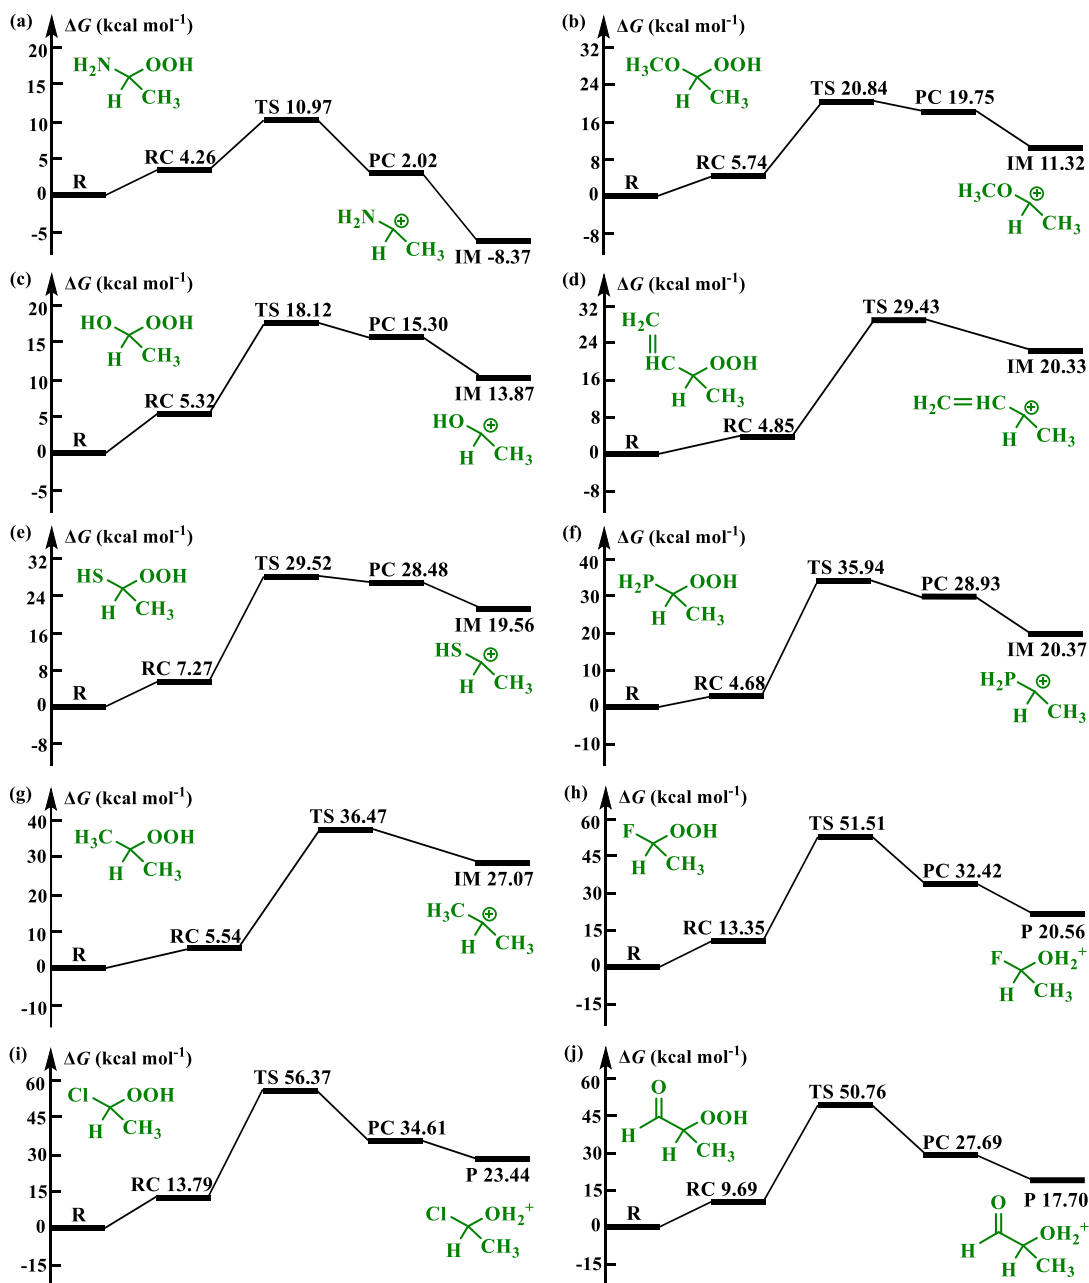 (a) ΔG (kcal mol⁻¹)
20
15
10
5
0
-5
H₂N OOOH
H CH₃
R
RC 4.26
TS 10.97
PC 2.02
IM -8.37
H₂N ⊕
H CH₃
(b) ΔG (kcal mol⁻¹)
32
24
16
8
0
-8
H₃CO OOOH
H CH₃
R
RC 5.74
TS 20.84
PC 19.75
IM 11.32
H₃CO ⊕
H CH₃
(c) ΔG (kcal mol⁻¹)
20
15
10
5
0
-5
HO OOOH
H CH₃
R
RC 5.32
TS 18.12
PC 15.30
IM 13.87
HO ⊕
H CH₃
(d) ΔG (kcal mol⁻¹)
32
24
16
8
0
-8
H₂C
HC OOOH
H CH₃
R
RC 4.85
TS 29.43
IM 20.33
H₂C=HC ⊕
H CH₃
(e) ΔG (kcal mol⁻¹)
32
24
16
8
0
-8
HS OOOH
H CH₃
R
RC 7.27
TS 29.52
PC 28.48
IM 19.56
HS ⊕
H CH₃
(f) ΔG (kcal mol⁻¹)
40
30
20
10
0
-10
H₂P OOOH
H CH₃
R
RC 4.68
TS 35.94
PC 28.93
IM 20.37
H₂P ⊕
H CH₃
(g) ΔG (kcal mol⁻¹)
40
30
20
10
0
-10
H₃C OOOH
H CH₃
R
RC 5.54
TS 36.47
IM 27.07
H₃C ⊕
H CH₃
(h) ΔG (kcal mol⁻¹)
60
45
30
15
0
-15
F OOOH
H CH₃
R
RC 13.35
TS 51.51
PC 32.42
P 20.56
F OH₂⁺
H CH₃
(i) ΔG (kcal mol⁻¹)
60
45
30
15
0
-15
Cl OOOH
H CH₃
R
RC 13.79
TS 56.37
PC 34.61
P 23.44
Cl OH₂⁺
H CH₃
(j) ΔG (kcal mol⁻¹)
60
45
30
15
0
-15
O
OOOH
H H CH₃
R
RC 9.69
TS 50.76
PC 27.69
P 17.70
O
OH₂⁺
H H CH₃